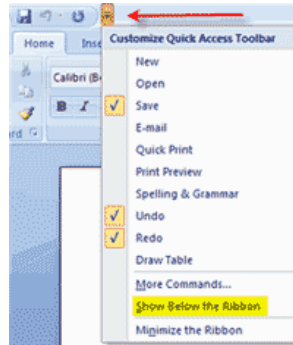 Home Inse
Customize Quick Access Toolbar
New
Open
Calibri (B
Save
B I
E-mail
Quick Print
rd
Print Preview
Spelling & Grammar
Undo
Redo
Draw Table
More Commands...
Show Below the Ribbon
Minimize the Ribbon